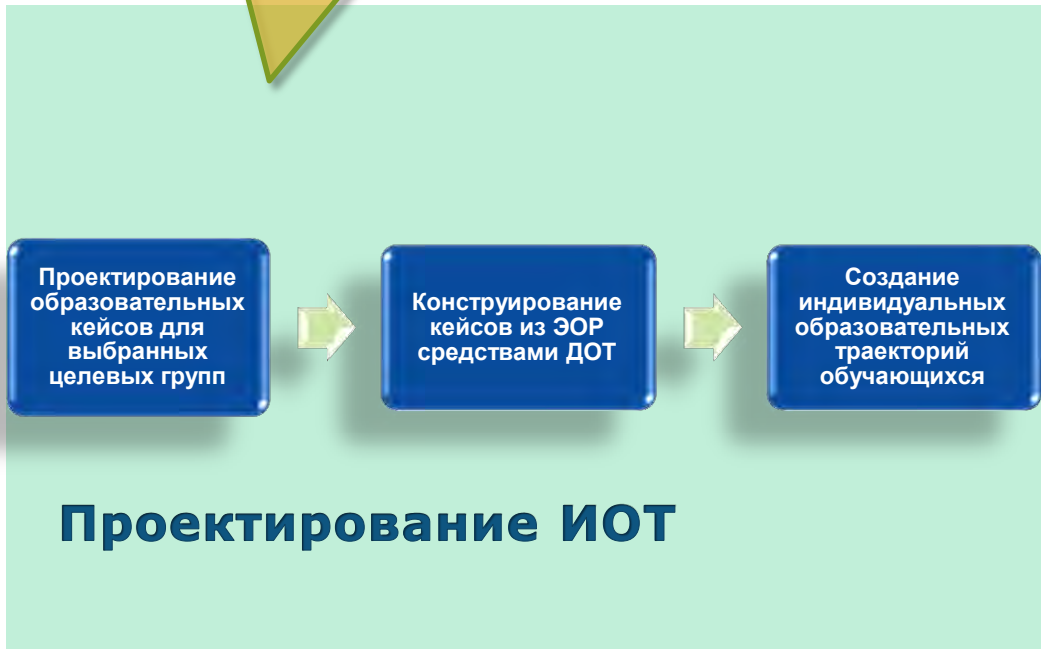 Проектирование
образовательных
кейсов для
выбранных
целевых групп
Конструирование
кейсов из ЭОР
средствами ДОТ
Создание
индивидуальных
образовательных
траекторий
обучающихся
Проектирование ИОТ